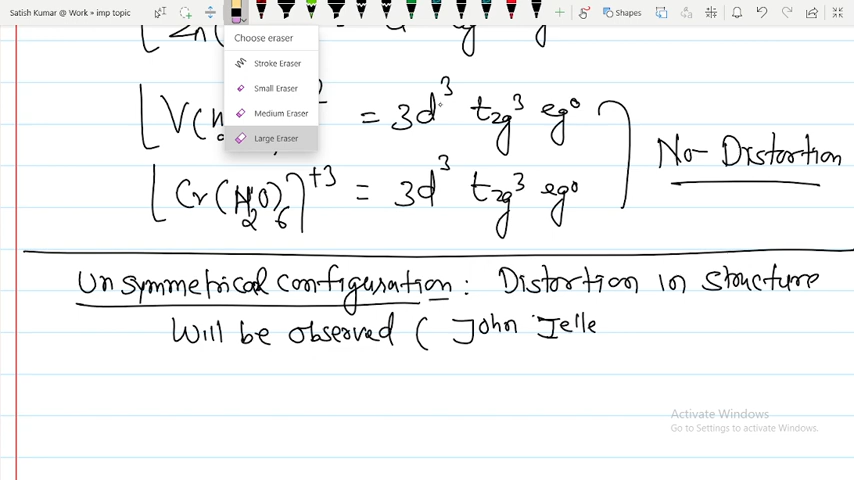 Satish Kumar @ Work » imp topic
Shapes
Choose eraser
Stroke Eraser
Small Eraser
Medium Eraser
Large Eraser
[Zn(
[V( = 3d³ t₂g³ eg⁰
No-Distortion
[Cr(H₂O)₆]⁺³ = 3d³ t₂g³ eg⁰
Unsymmetrical configuration : Distortion in structure
Will be observed ( John Telle
Activate Windows
Go to Settings to activate Windows.